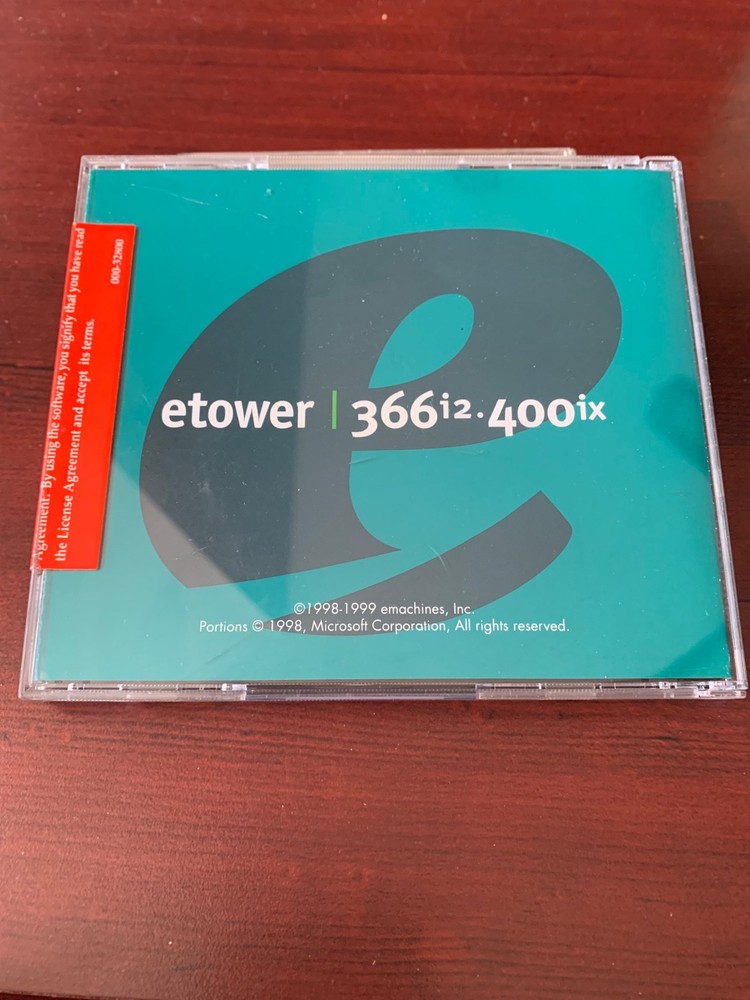 Agreement. By using the software, you signify that you have read
the License Agreement and accept its terms.
000-32800
etower | 366i2.400ix
©1998-1999 emachines, Inc.
Portions © 1998, Microsoft Corporation, All rights reserved.